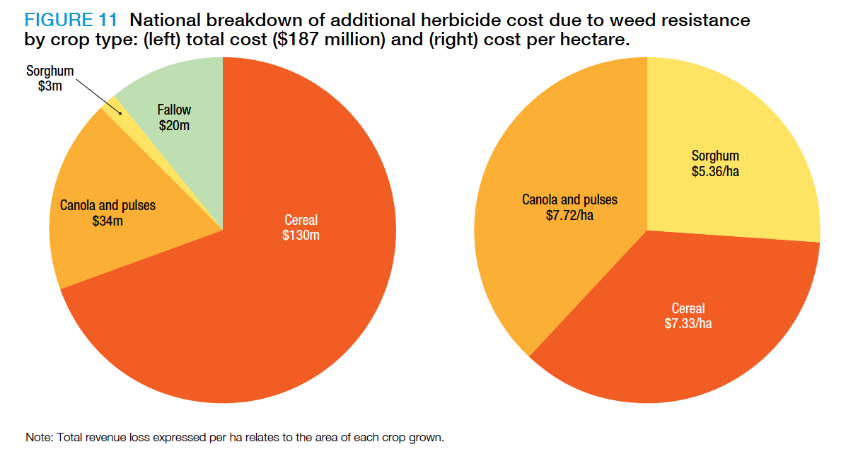 FIGURE 11 National breakdown of additional herbicide cost due to weed resistance
by crop type: (left) total cost ($187 million) and (right) cost per hectare.
Sorghum
$3m
Fallow
$20m
Canola and pulses
$34m
Cereal
$130m
Sorghum
$5.36/ha
Canola and pulses
$7.72/ha
Cereal
$7.33/ha
Note: Total revenue loss expressed per ha relates to the area of each crop grown.